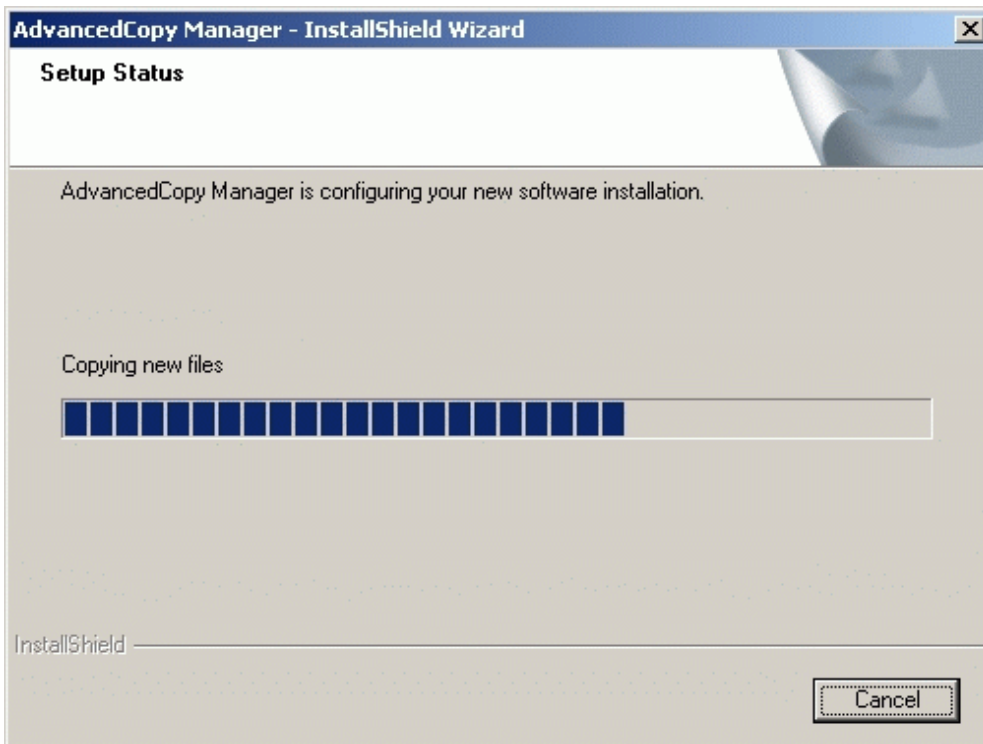 AdvancedCopy Manager - InstallShield Wizard
Setup Status
AdvancedCopy Manager is configuring your new software installation.
Copying new files
InstallShield
Cancel